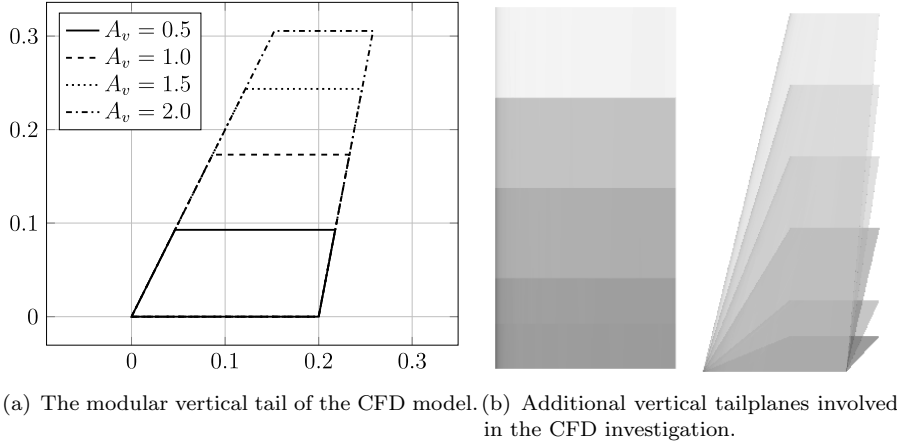 0.3
0.2
0.1
0
0
0.1
0.2
0.3
A_v = 0.5
A_v = 1.0
A_v = 1.5
A_v = 2.0
(a) The modular vertical tail of the CFD model.
(b) Additional vertical tailplanes involved
in the CFD investigation.